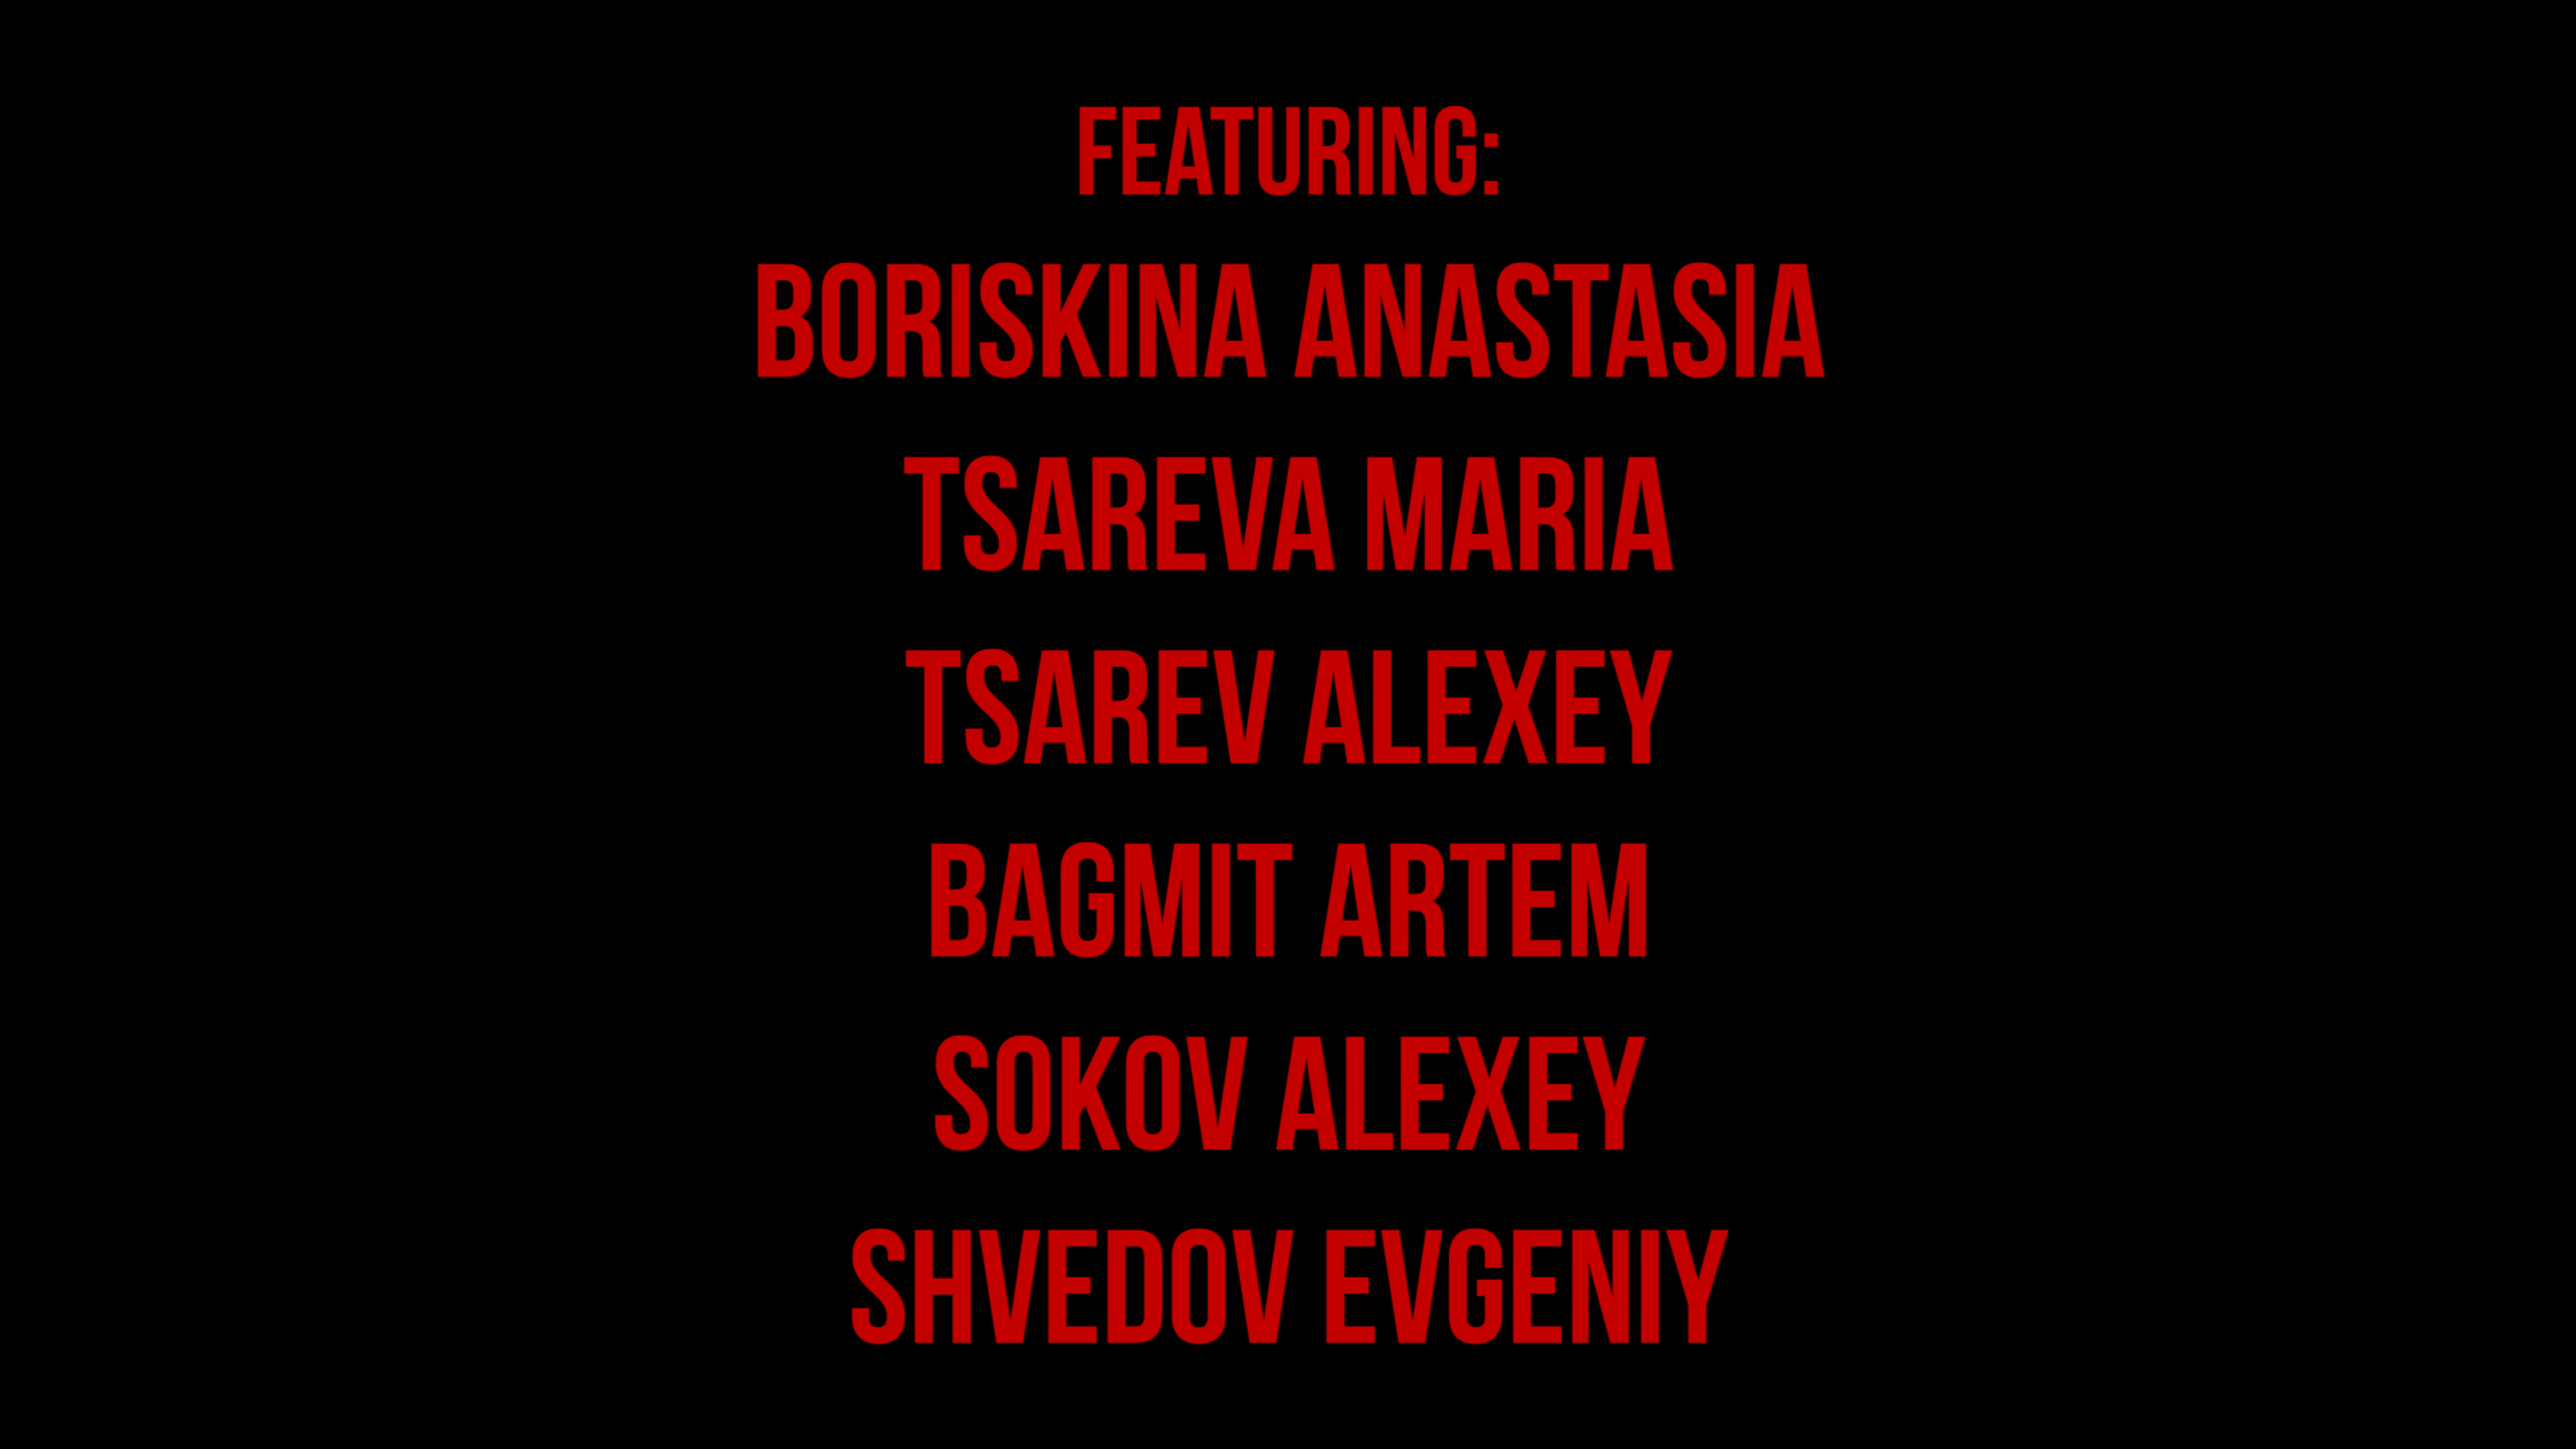 FEATURING:
BORISKINA ANASTASIA
TSAREVA MARIA
TSAREV ALEXEY
BAGMIT ARTEM
SOKOV ALEXEY
SHVEDOV EVGENIY